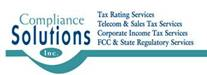 Compliance
Solutions
Inc.
Tax Rating Services
Telecom & Sales Tax Services
Corporate Income Tax Services
FCC & State Regulatory Services